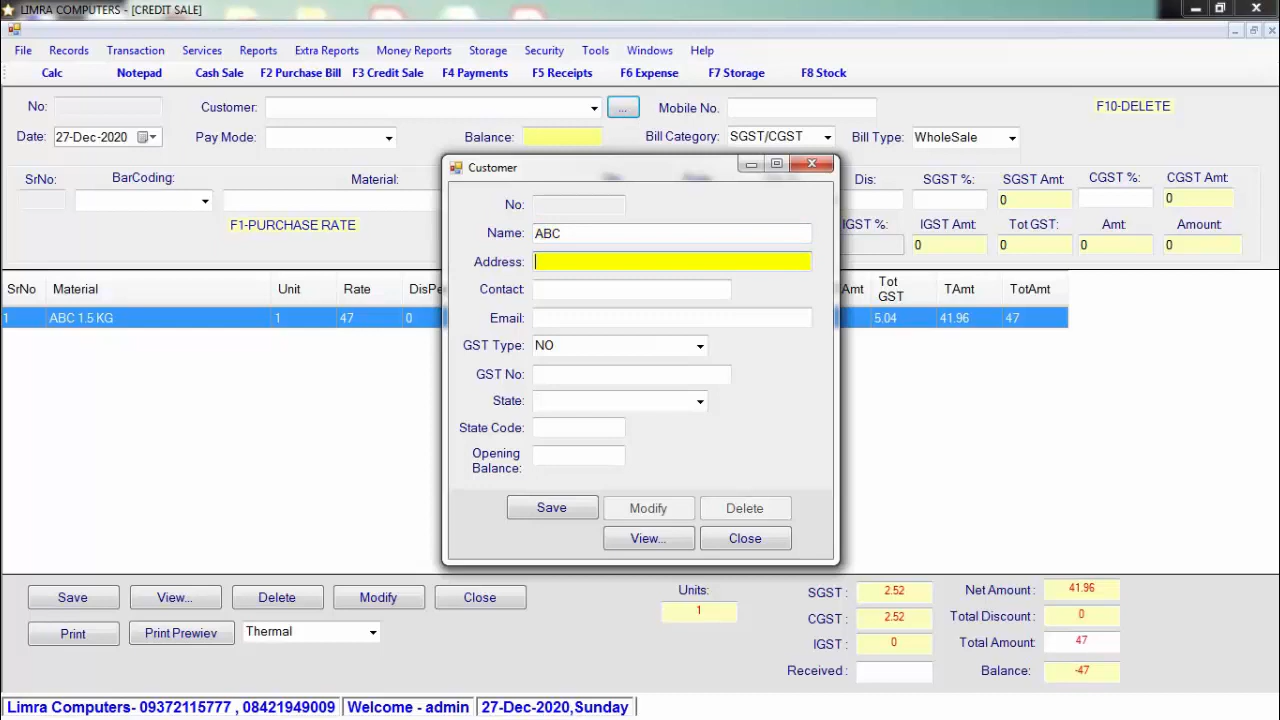 LIMRA COMPUTERS - [CREDIT SALE]
File Records Transaction Services Reports Extra Reports Money Reports Storage Security Tools Windows Help
Calc Notepad Cash Sale F2 Purchase Bill F3 Credit Sale F4 Payments F5 Receipts F6 Expense F7 Storage F8 Stock
No: Customer: ... Mobile No. F10-DELETE
Date: 27-Dec-2020 Pay Mode: Balance: Bill Category: SGST/CGST Bill Type: WholeSale
SrNo: BarCoding: Material: Dis: SGST %: SGST Amt: CGST %: CGST Amt:
0 0
F1-PURCHASE RATE IGST %: IGST Amt: Tot GST: Amt: Amount:
0 0 0 0
SrNo Material Unit Rate DisPe Amt Tot GST TAmt TotAmt
1 ABC 1.5 KG 1 47 0 5.04 41.96 47
Customer
No:
Name: ABC
Address:
Contact:
Email:
GST Type: NO
GST No:
State:
State Code:
Opening
Balance:
Save Modify Delete
View... Close
Save View... Delete Modify Close
Print Print Prewiev Thermal
Units:
1
SGST : 2.52 Net Amount: 41.96
CGST : 2.52 Total Discount : 0
IGST : 0 Total Amount: 47
Received : Balance: -47
Limra Computers- 09372115777 , 08421949009 Welcome - admin 27-Dec-2020,Sunday